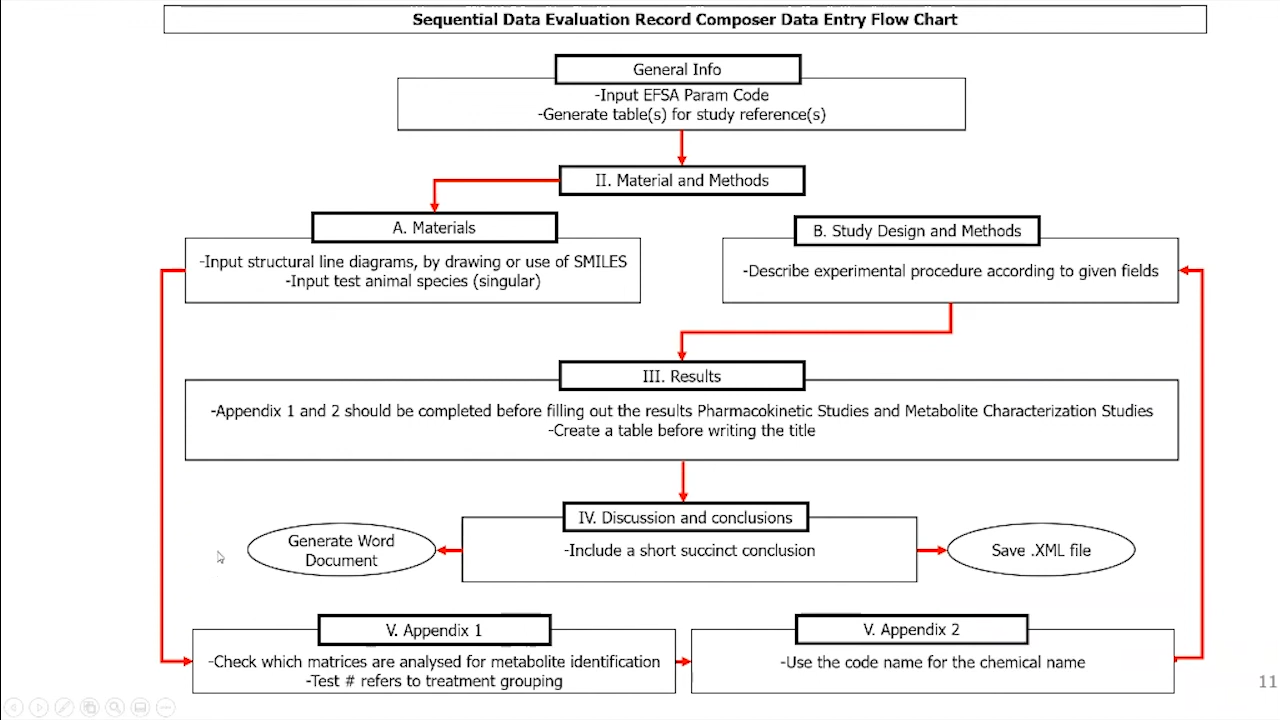 Sequential Data Evaluation Record Composer Data Entry Flow Chart
General Info
-Input EFSA Param Code
-Generate table(s) for study reference(s)
II. Material and Methods
A. Materials
-Input structural line diagrams, by drawing or use of SMILES
-Input test animal species (singular)
B. Study Design and Methods
-Describe experimental procedure according to given fields
III. Results
-Appendix 1 and 2 should be completed before filling out the results Pharmacokinetic Studies and Metabolite Characterization Studies
-Create a table before writing the title
IV. Discussion and conclusions
-Include a short succinct conclusion
Generate Word
Document
Save .XML file
V. Appendix 1
-Check which matrices are analysed for metabolite identification
-Test # refers to treatment grouping
V. Appendix 2
-Use the code name for the chemical name
11